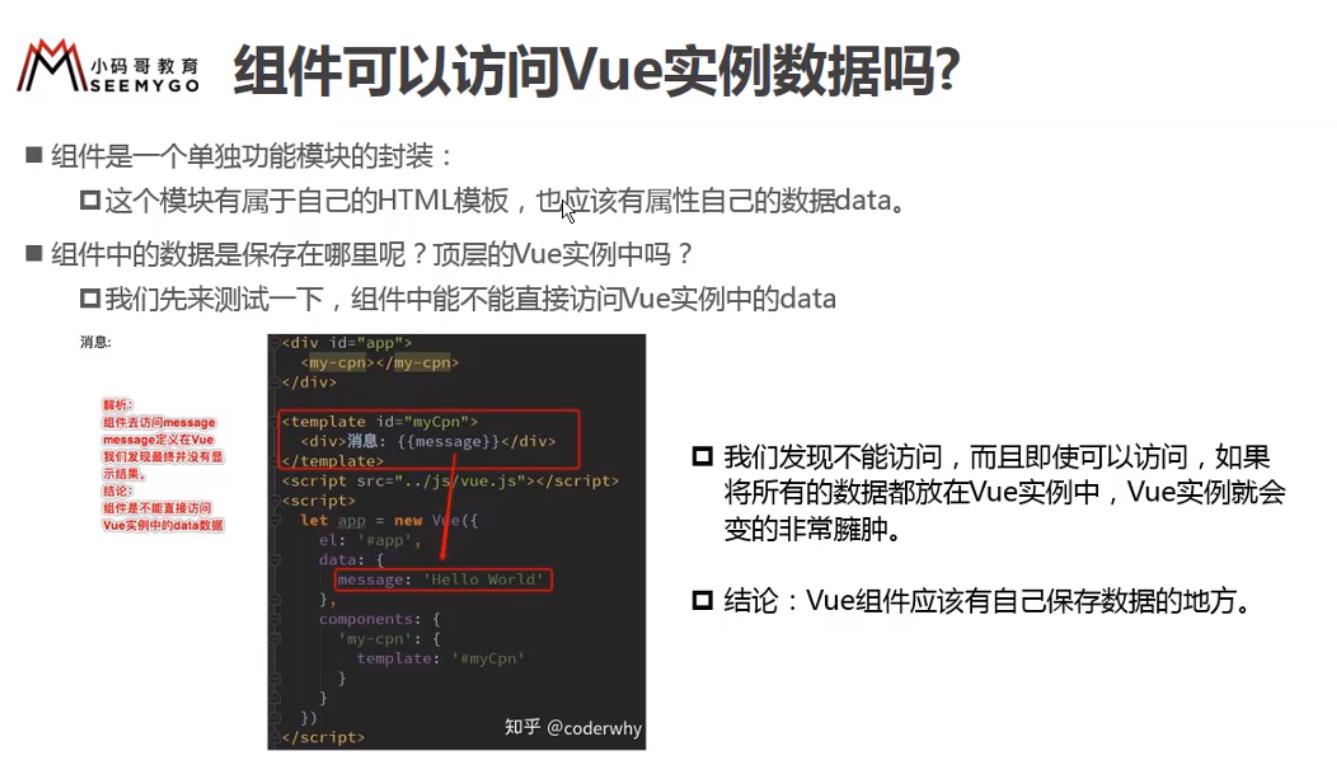 小码哥教育
SEEMYGO
组件可以访问Vue实例数据吗?
组件是一个单独功能模块的封装：
这个模块有属于自己的HTML模板，也应该有属性自己的数据data。
组件中的数据是保存在哪里呢？顶层的Vue实例中吗？
我们先来测试一下，组件中能不能直接访问Vue实例中的data
消息:
解析:
组件去访问message
message定义在Vue
我们发现最终并没有显
示结果。
结论:
组件是不能直接访问
Vue实例中的data数据
<div id="app">
<my-cpn></my-cpn>
</div>
<template id="myCpn">
<div>消息: {{message}}</div>
</template>
<script src="../js/vue.js"></script>
<script>
let app = new Vue({
el: '#app',
data: {
message: 'Hello World'
},
components: {
'my-cpn': {
template: '#myCpn'
}
}
})
</script>
知乎 @coderwhy
我们发现不能访问，而且即使可以访问，如果
将所有的数据都放在Vue实例中，Vue实例就会
变的非常臃肿。
结论：Vue组件应该有自己保存数据的地方。